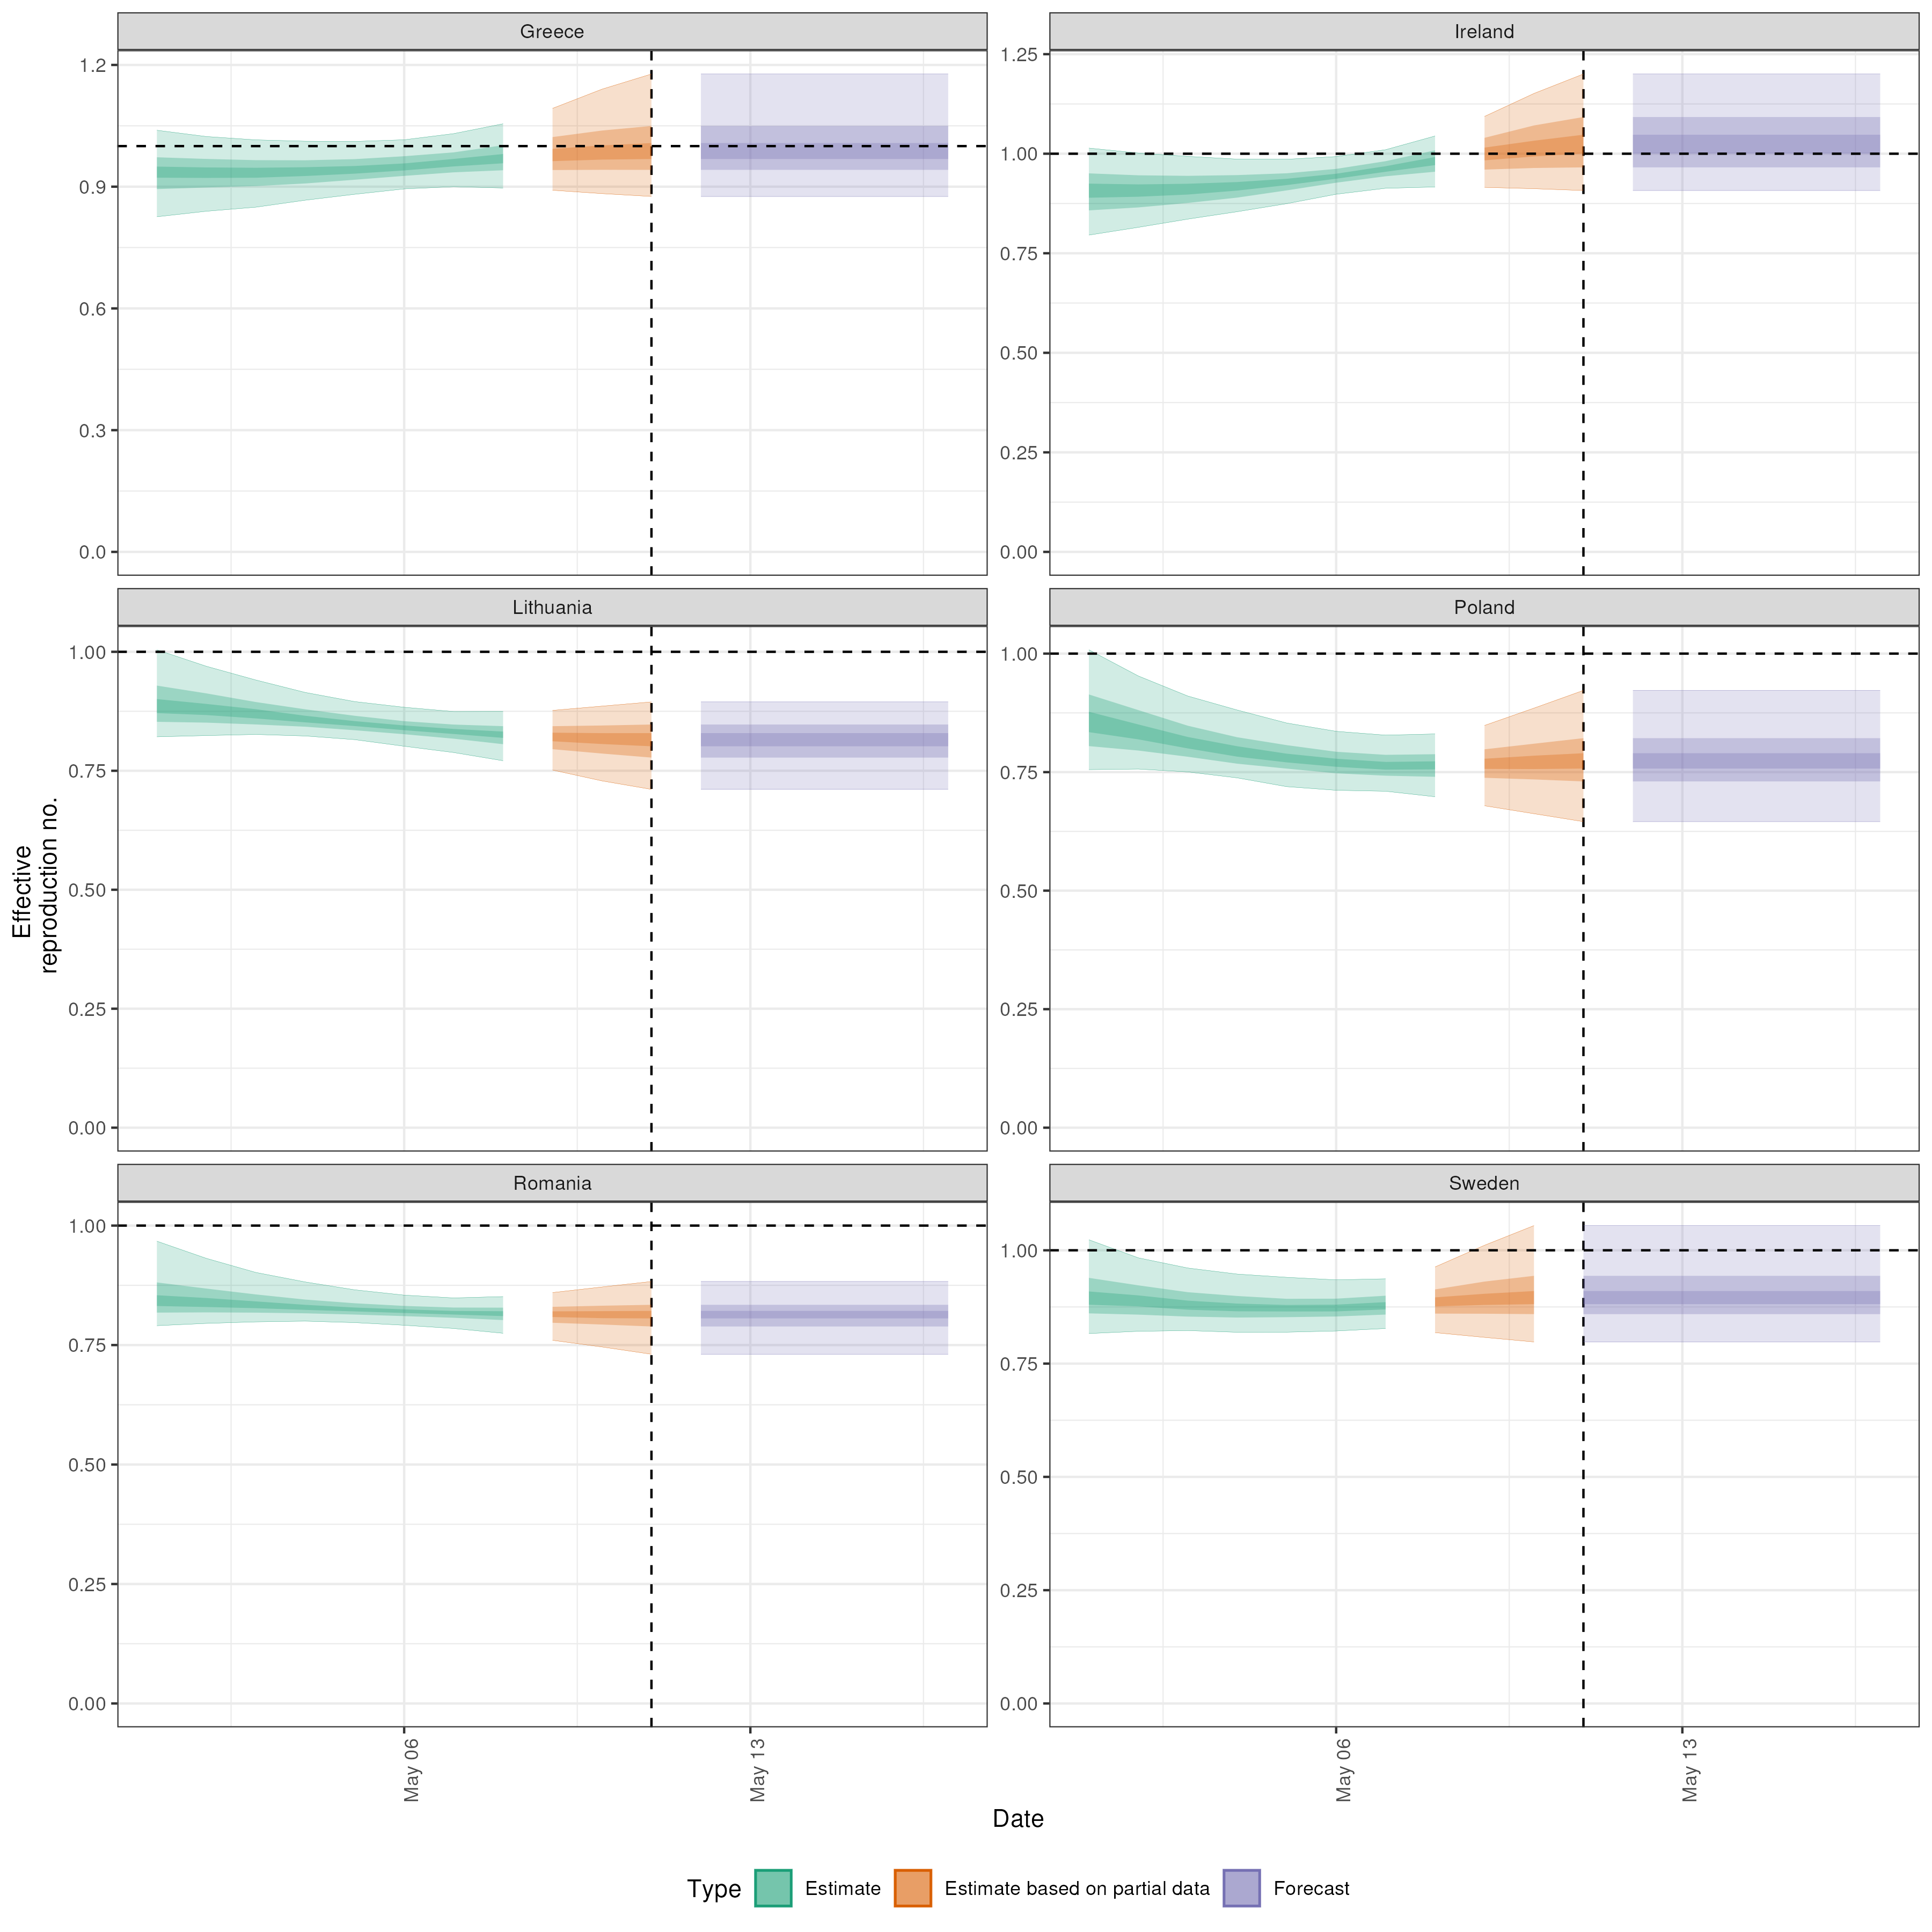 Greece
Ireland
1.2
0.9
0.6
0.3
0.0
1.25
1.00
0.75
0.50
0.25
0.00
Lithuania
Poland
1.00
0.75
0.50
0.25
0.00
1.00
0.75
0.50
0.25
0.00
Romania
Sweden
1.00
0.75
0.50
0.25
0.00
1.00
0.75
0.50
0.25
0.00
Effective
reproduction no.
May 06
May 13
May 06
May 13
Date
Type Estimate Estimate based on partial data Forecast